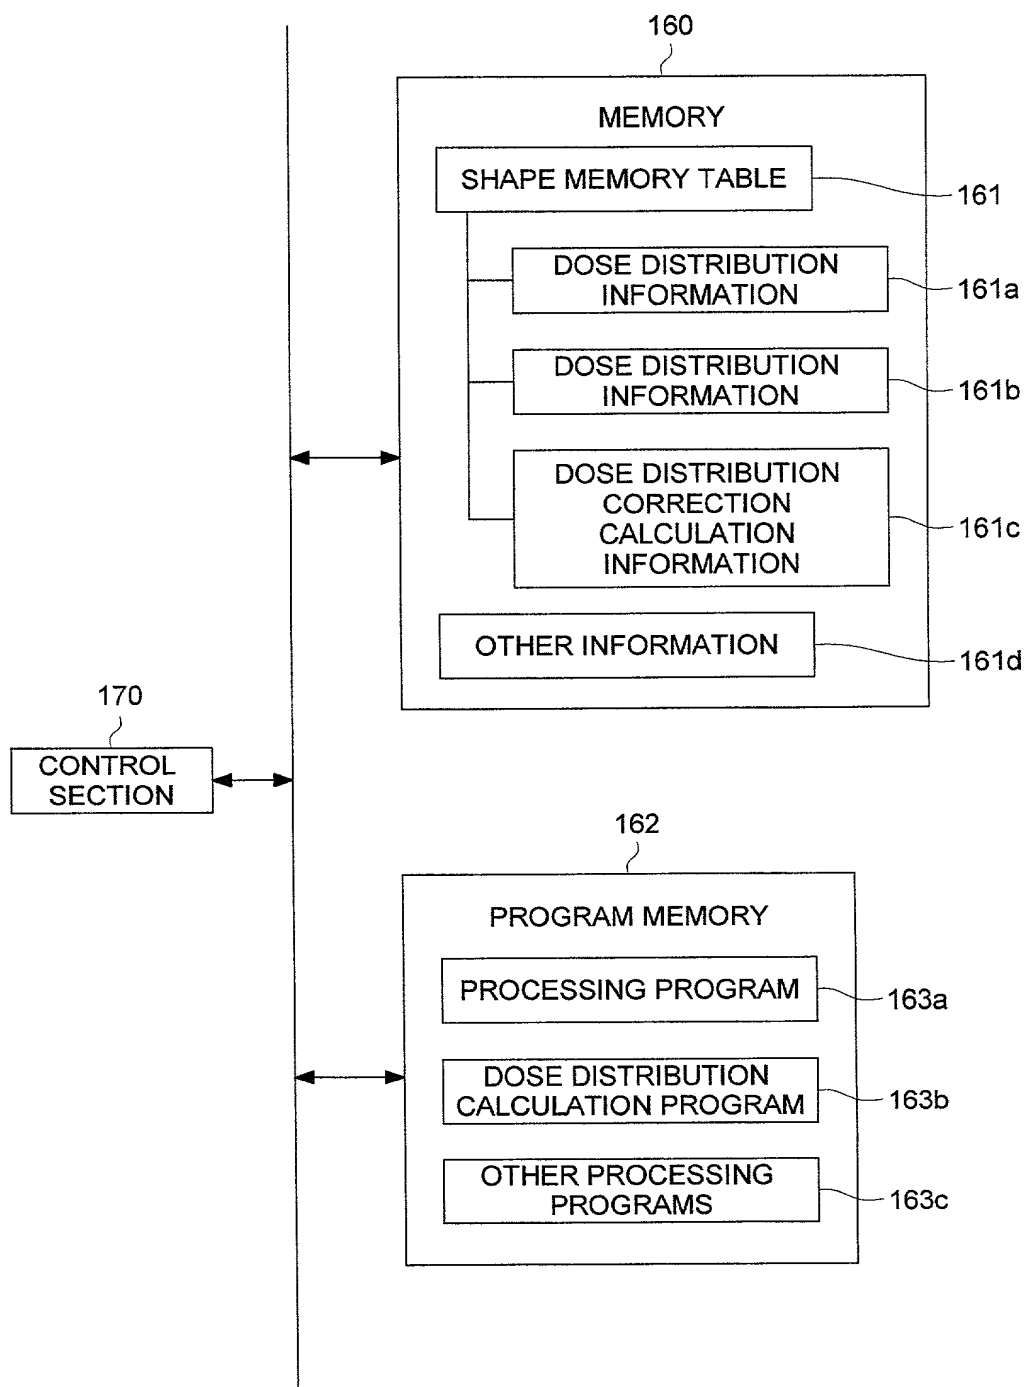 160
MEMORY
SHAPE MEMORY TABLE
161
DOSE DISTRIBUTION
INFORMATION
161a
DOSE DISTRIBUTION
INFORMATION
161b
DOSE DISTRIBUTION
CORRECTION
CALCULATION
INFORMATION
161c
OTHER INFORMATION
161d
170
CONTROL
SECTION
162
PROGRAM MEMORY
PROCESSING PROGRAM
163a
DOSE DISTRIBUTION
CALCULATION PROGRAM
163b
OTHER PROCESSING
PROGRAMS
163c